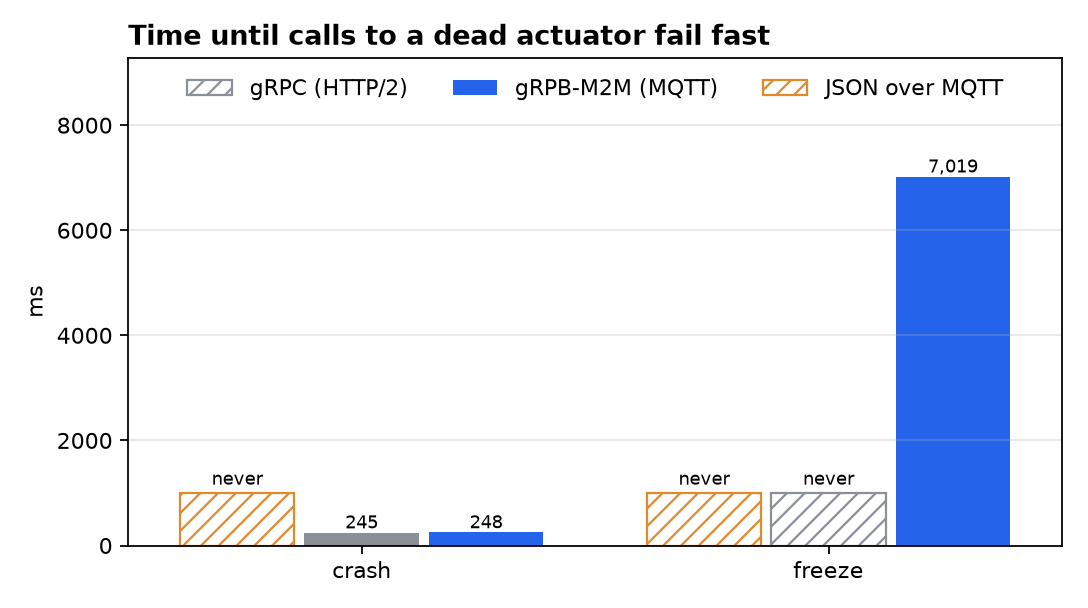 Time until calls to a dead actuator fail fast
gRPC (HTTP/2) gRPB-M2M (MQTT) JSON over MQTT
8000
7,019
6000
ms
4000
2000
never never never
245 248
0
crash freeze